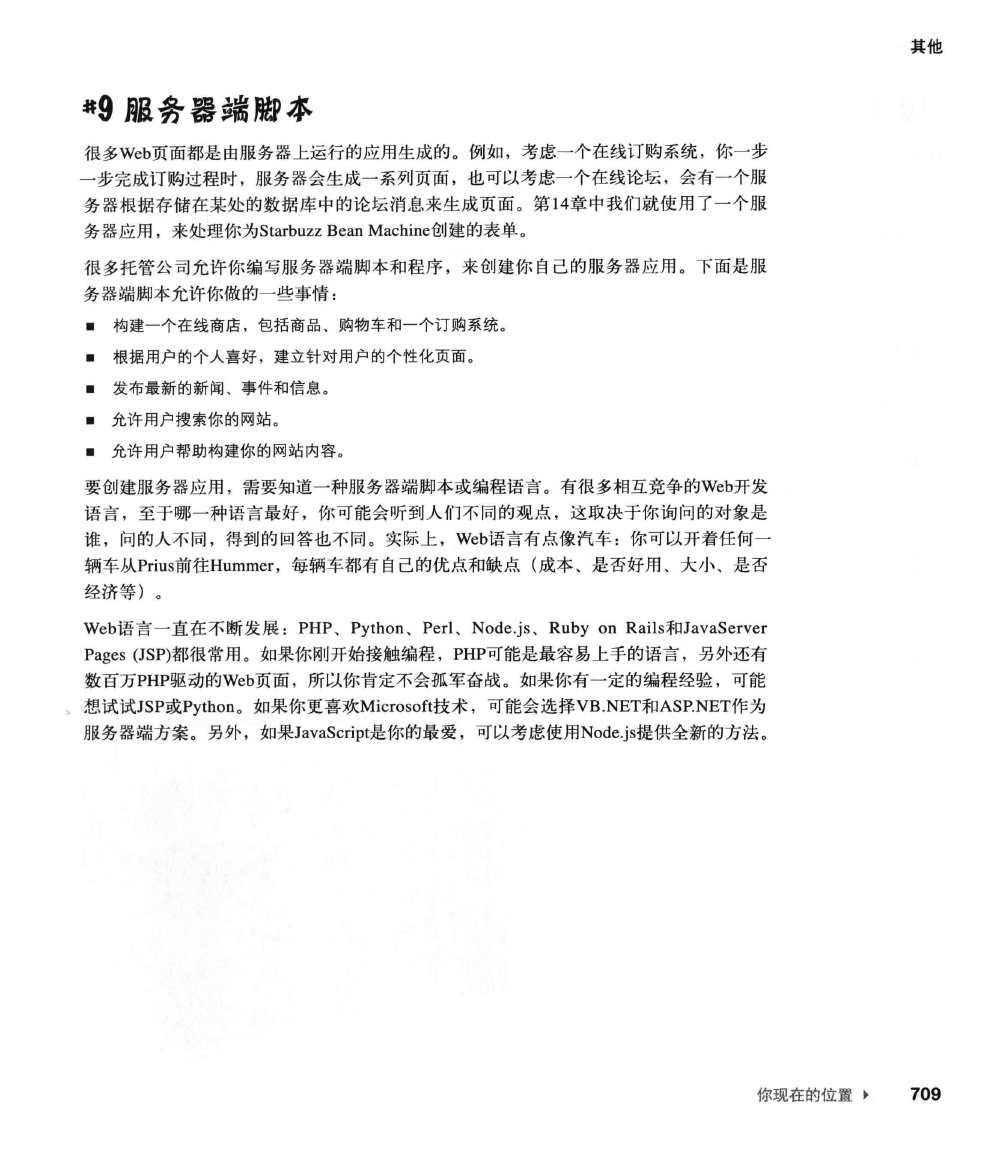 其他
#9 服务器端脚本
很多Web页面都是由服务器上运行的应用生成的。例如，考虑一个在线订购系统，你一步
一步完成订购过程时，服务器会生成一系列页面，也可以考虑一个在线论坛，会有一个服
务器根据存储在某处的数据库中的论坛消息来生成页面。第14章中我们就使用了一个服
务器应用，来处理你为Starbuzz Bean Machine创建的表单。
很多托管公司允许你编写服务器端脚本和程序，来创建你自己的服务器应用。下面是服
务器端脚本允许你做的一些事情：
■ 构建一个在线商店，包括商品、购物车和一个订购系统。
■ 根据用户的个人喜好，建立针对用户的个性化页面。
■ 发布最新的新闻、事件和信息。
■ 允许用户搜索你的网站。
■ 允许用户帮助构建你的网站内容。
要创建服务器应用，需要知道一种服务器端脚本或编程语言。有很多相互竞争的Web开发
语言，至于哪一种语言最好，你可能会听到人们不同的观点，这取决于你询问的对象是
谁，问的人不同，得到的回答也不同。实际上，Web语言有点像汽车：你可以开着任何一
辆车从Prius前往Hummer，每辆车都有自己的优点和缺点（成本、是否好用、大小、是否
经济等）。
Web语言一直在不断发展：PHP、Python、Perl、Node.js、Ruby on Rails和JavaServer
Pages (JSP)都很常用。如果你刚开始接触编程，PHP可能是最容易上手的语言，另外还有
数百万PHP驱动的Web页面，所以你肯定不会孤军奋战。如果你有一定的编程经验，可能
想试试JSP或Python。如果你更喜欢Microsoft技术，可能会选择VB.NET和ASP.NET作为
服务器端方案。另外，如果JavaScript是你的最爱，可以考虑使用Node.js提供全新的方法。
你现在的位置 ▸ 709